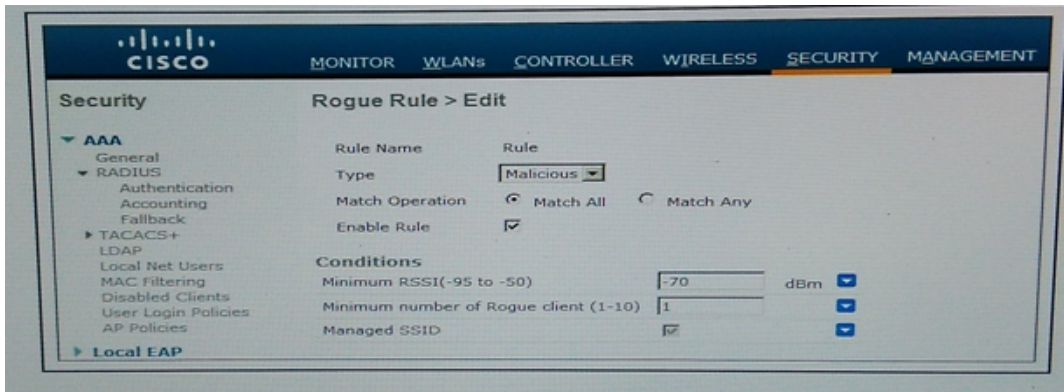 CISCO
MONITOR WLANs CONTROLLER WIRELESS SECURITY MANAGEMENT
Security
AAA
General
RADIUS
Authentication
Accounting
Fallback
TACACS+
LDAP
Local Net Users
MAC Filtering
Disabled Clients
User Login Policies
AP Policies
Local EAP
Rogue Rule > Edit
Rule Name Rule
Type Malicious
Match Operation Match All Match Any
Enable Rule
Conditions
Minimum RSSI(-95 to -50) -70 dBm
Minimum number of Rogue client (1-10) 1
Managed SSID